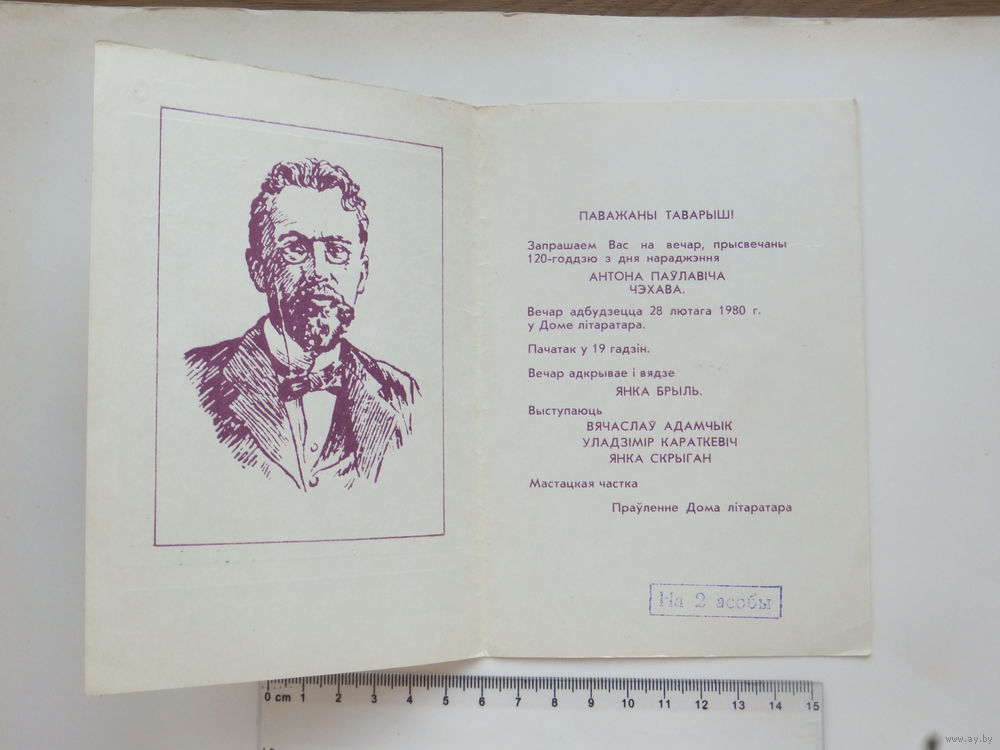 ПАВАЖАНЫ ТАВАРЫШ!
Запрашаем Вас на вечар, прысвечаны
120-годдзю з дня нараджэння
АНТОНА ПАЎЛАВІЧА
ЧЭХАВА.
Вечар адбудзецца 28 лютага 1980 г.
у Доме літаратара.
Пачатак у 19 гадзін.
Вечар адкрывае і вядзе
ЯНКА БРЫЛЬ.
Выступаюць
ВЯЧАСЛАЎ АДАМЧЫК
УЛАДЗІМІР КАРАТКЕВІЧ
ЯНКА СКРЫГАН
Мастацкая частка
Праўленне Дома літаратара
На 2 асобы
0 cm 1 2 3 4 5 6 7 8 9 10 11 12 13 14 15
www.ay.by